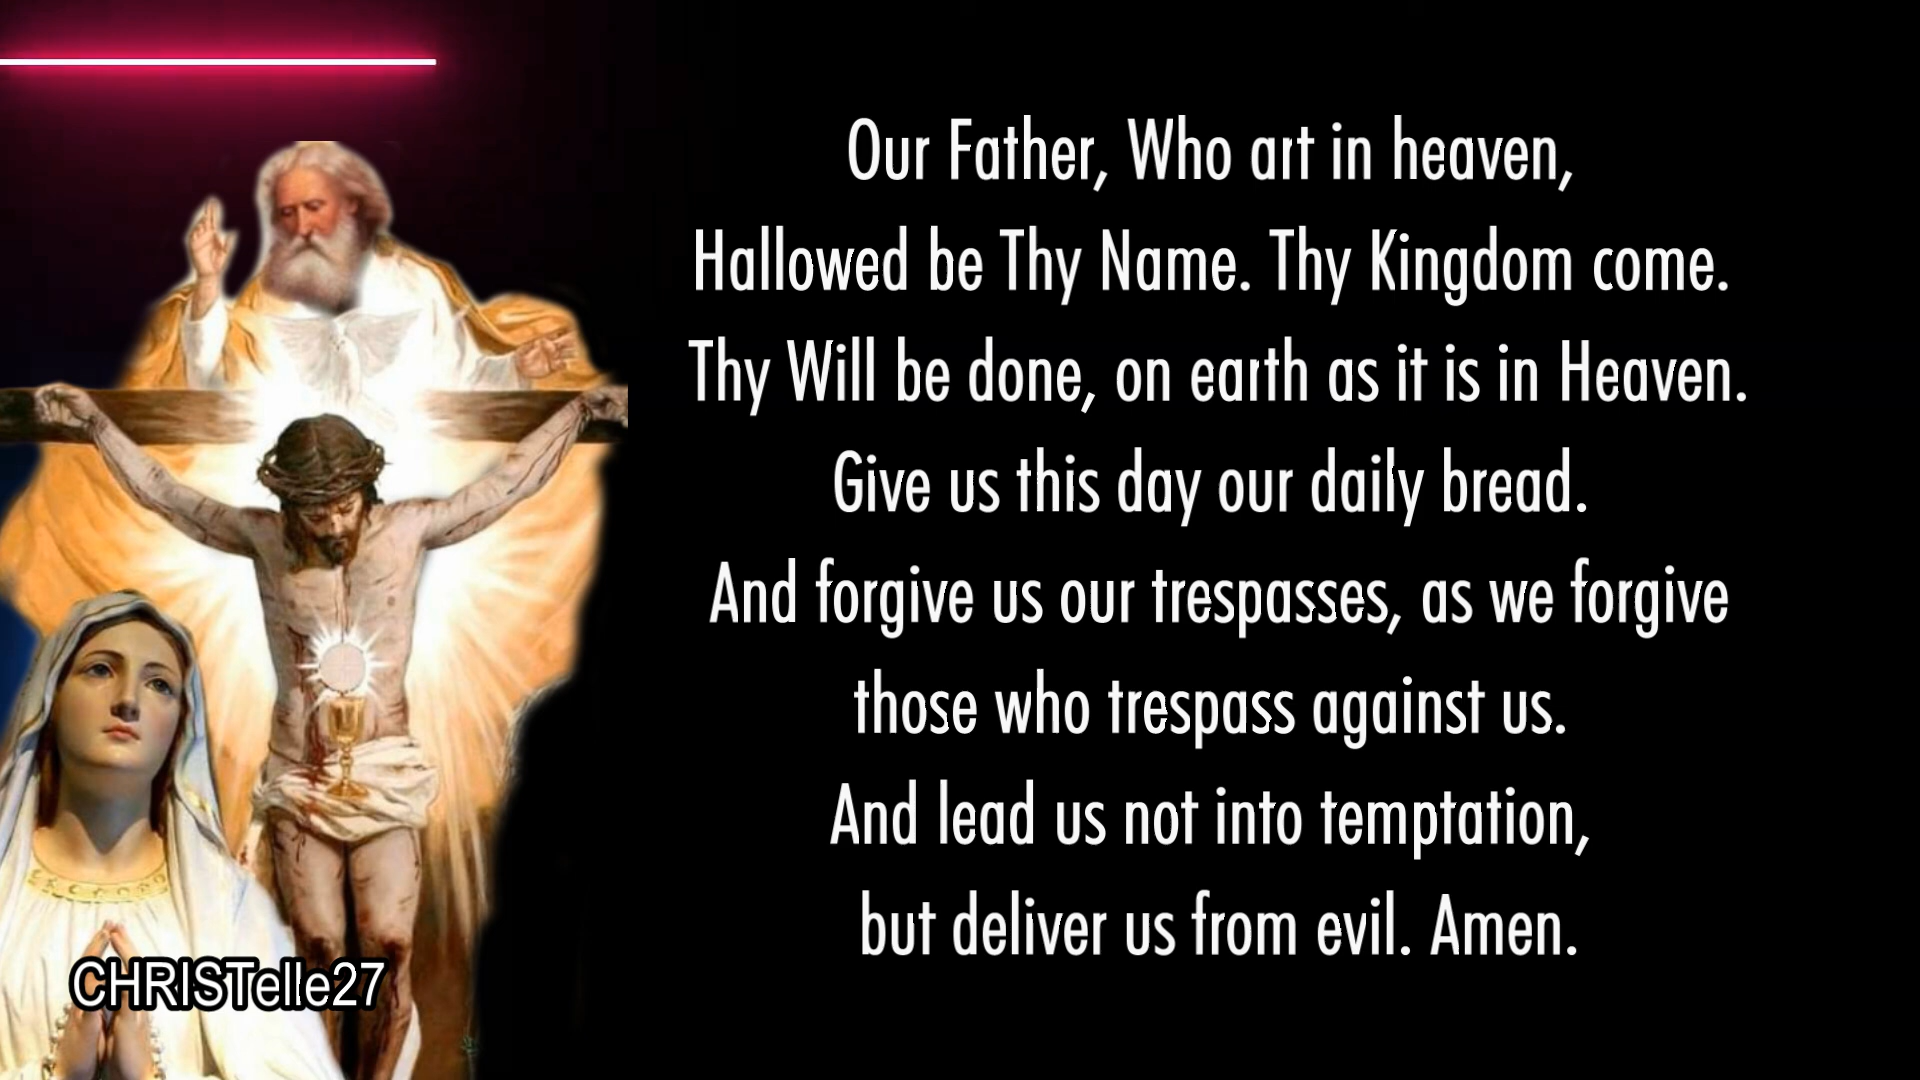 Our Father, Who art in heaven,
Hallowed be Thy Name. Thy Kingdom come.
Thy Will be done, on earth as it is in Heaven.
Give us this day our daily bread.
And forgive us our trespasses, as we forgive
those who trespass against us.
And lead us not into temptation,
but deliver us from evil. Amen.
CHRISTelle27